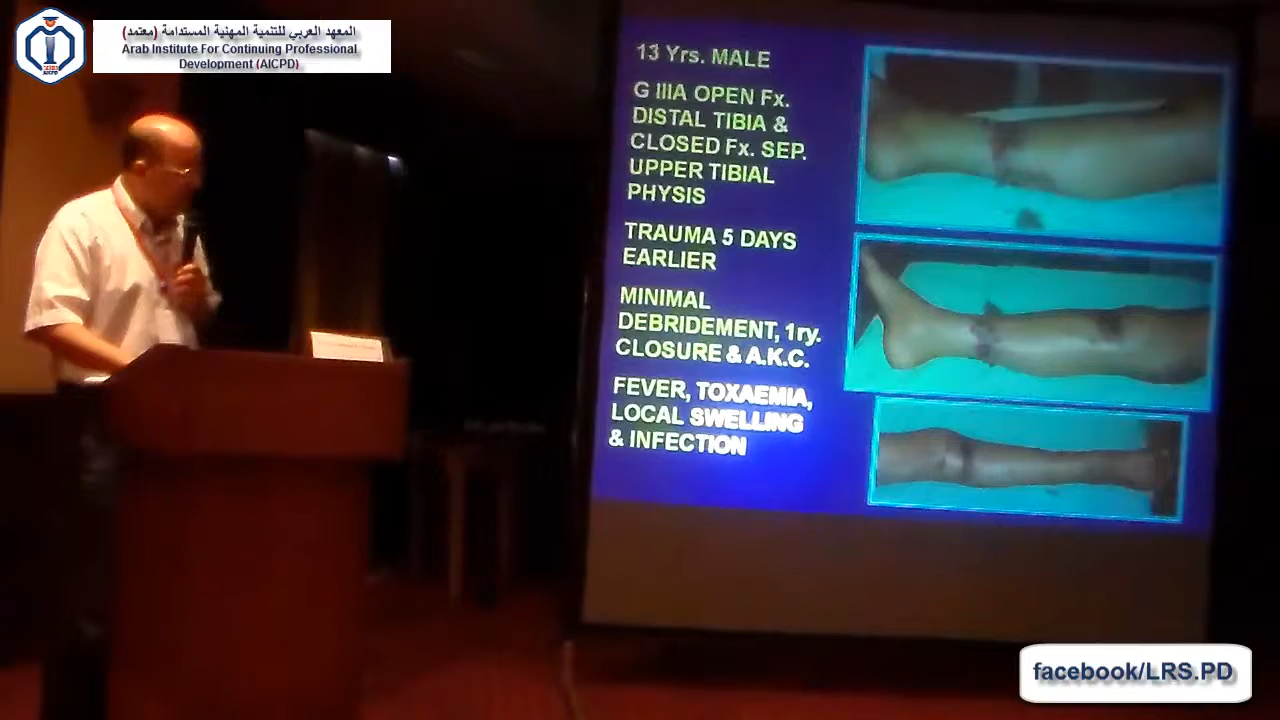 المعهد العربي للتنمية المهنية المستدامة (معتمد)
Arab Institute For Continuing Professional
Development (AICPD)
AICPD
13 Yrs. MALE
G IIIA OPEN Fx.
DISTAL TIBIA &
CLOSED Fx. SEP.
UPPER TIBIAL
PHYSIS
TRAUMA 5 DAYS
EARLIER
MINIMAL
DEBRIDEMENT, 1ry.
CLOSURE & A.K.C.
FEVER, TOXAEMIA,
LOCAL SWELLING
& INFECTION
facebook/LRS.PD